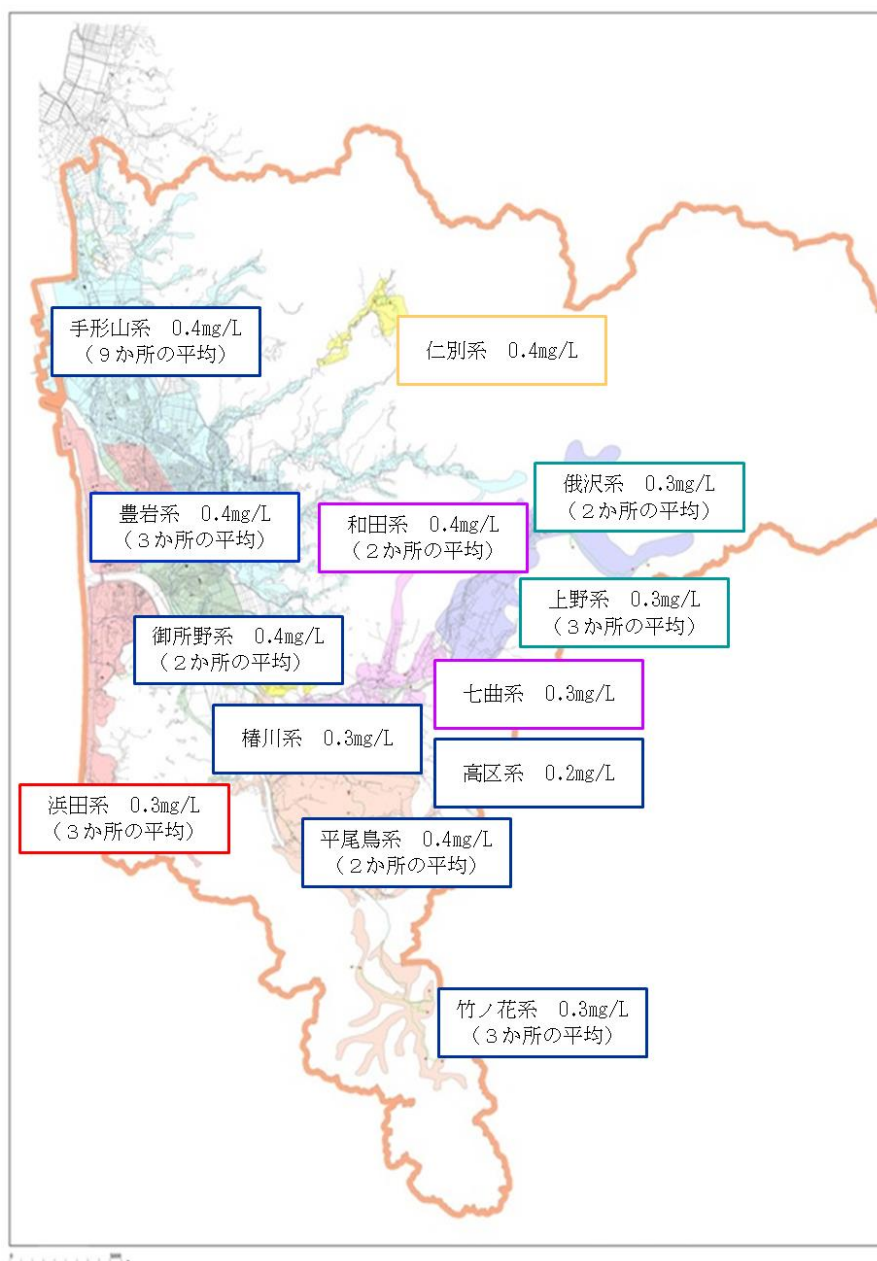 手形山系　0.4mg/L
（９か所の平均）
仁別系　0.4mg/L
俄沢系　0.3mg/L
（２か所の平均）
豊岩系　0.4mg/L
（３か所の平均）
和田系　0.4mg/L
（２か所の平均）
上野系　0.3mg/L
（３か所の平均）
御所野系　0.4mg/L
（２か所の平均）
七曲系　0.3mg/L
椿川系　0.3mg/L
高区系　0.2mg/L
浜田系　0.3mg/L
（３か所の平均）
平尾鳥系　0.4mg/L
（２か所の平均）
竹ノ花系　0.3mg/L
（３か所の平均）